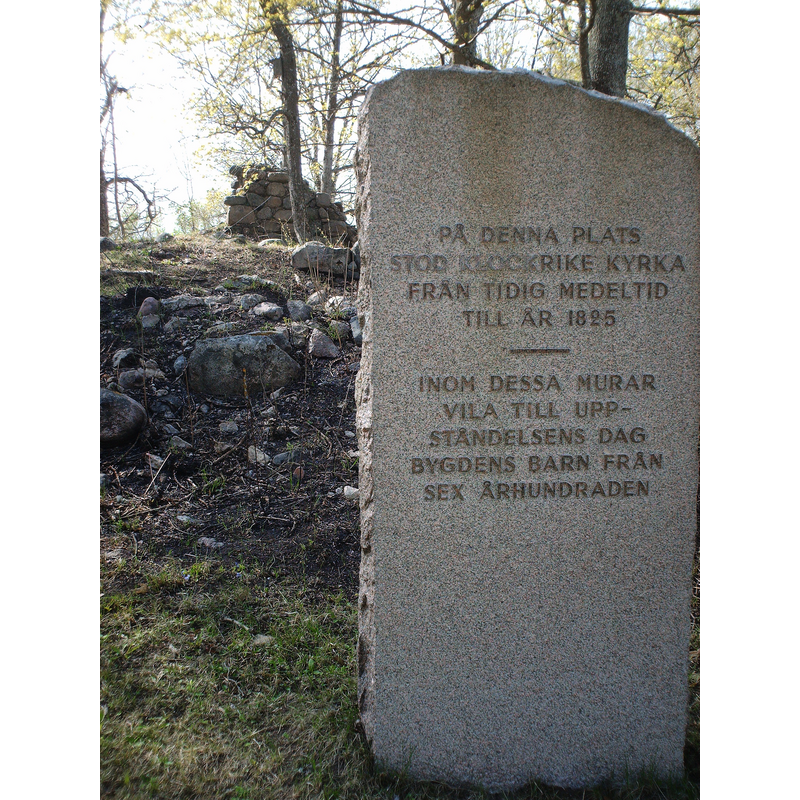 PÅ DENNA PLATS
STOD KLOCKRIKE KYRKA
FRÅN TIDIG MEDELTID
TILL ÅR 1825
INOM DESSA MURAR
VILA TILL UPP-
STÅNDELSENS DAG
BYGDENS BARN FRÅN
SEX ÅRHUNDRADEN